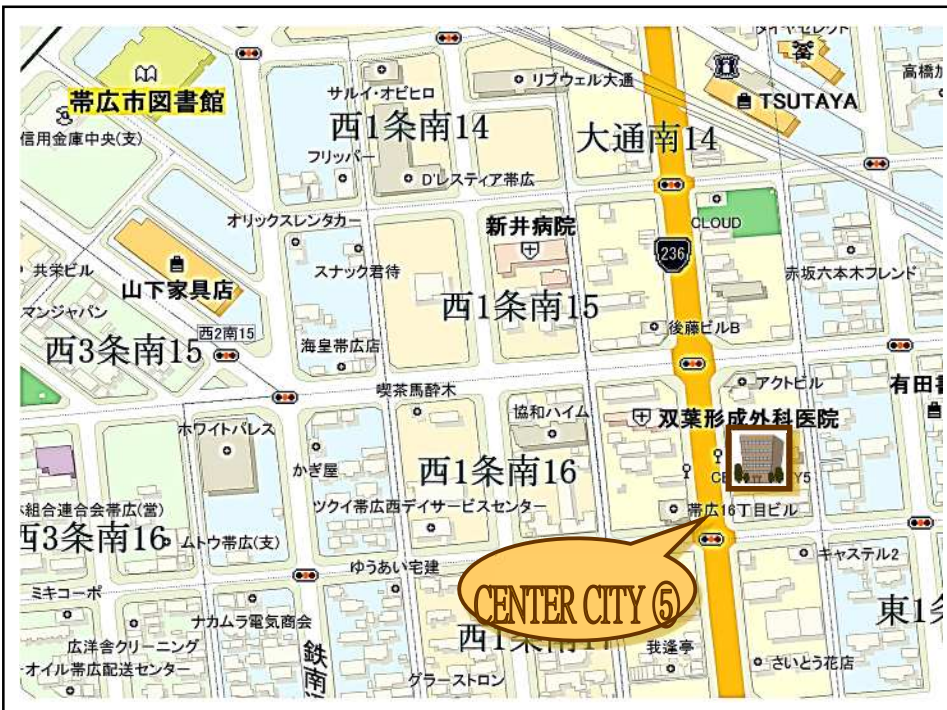 ダイヤセレクト
帯広市図書館
信用金庫中央(支)
サルイ・オビヒロ
リブウェル大通
TSUTAYA
西1条南14
大通南14
フリッパー
D'レスティア帯広
オリックスレンタカー
新井病院
CLOUD
236
共栄ビル
山下家具店
スナック君待
赤坂六本木フレンド
マンジャパン
西1条南15
西3条南15
西2南15
海皇帯広店
後藤ビルB
喫茶馬酔木
アクトビル
協和ハイム
双葉形成外科医院
ホワイトパレス
かぎ屋
西1条南16
組合連合会帯広(営)
ツクイ帯広西デイサービスセンター
帯広16丁目ビル
西3条南16
ムトウ帯広(支)
キャステル2
ゆうあい宅建
CENTER CITY ⑤
ミキコーポ
ナカムラ電気商会
東1条
広洋舎クリーニング
鉄南
我逢亭
オイル帯広配送センター
グラーストロン
さいとう花店